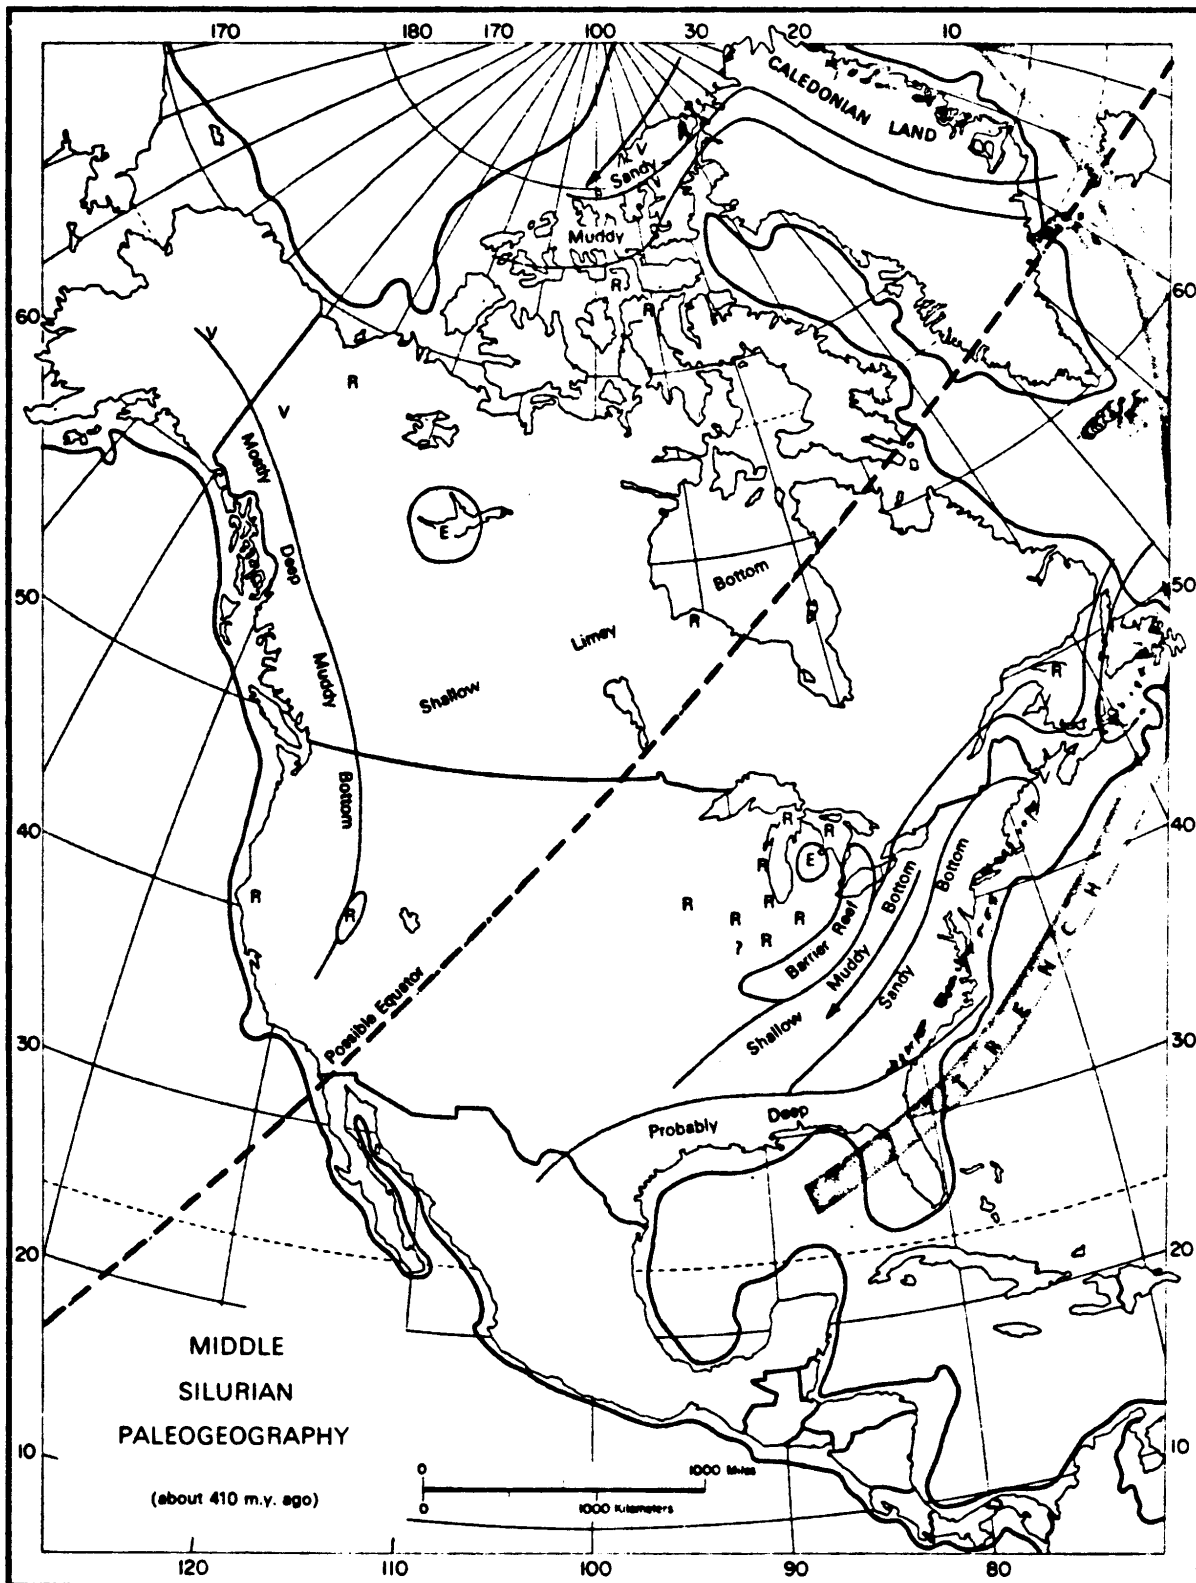 170 180 170 100 30 20 10
CALEDONIAN LAND
V
Sandy
V
Muddy
R
R
60 60
V
R
V
Mostly Deep Muddy Bottom
E
Shallow Limey Bottom
R
R
50 50
R
R
R
R
E
R
R
R
R
R
R
R
?
V
40 40
Barrier Reef
Shallow Muddy Bottom
Sandy Bottom
TRENCH
Possible Equator
30 30
Probably Deep
20 20
MIDDLE
SILURIAN
PALEOGEOGRAPHY
(about 410 m.y. ago)
10 10
0 1000 Miles
0 1000 Kilometers
120 110 100 90 80